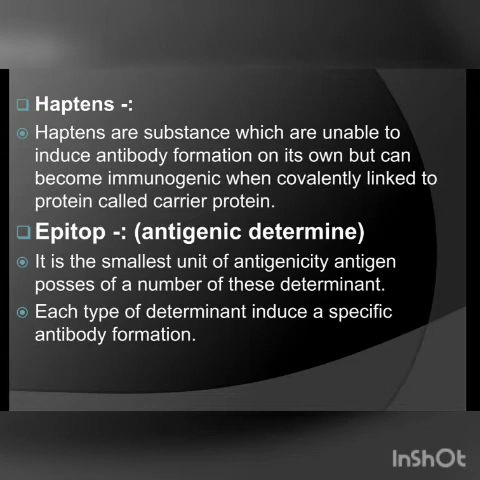 Haptens -:
Haptens are substance which are unable to
induce antibody formation on its own but can
become immunogenic when covalently linked to
protein called carrier protein.
Epitop -: (antigenic determine)
It is the smallest unit of antigenicity antigen
posses of a number of these determinant.
Each type of determinant induce a specific
antibody formation.
InShOt